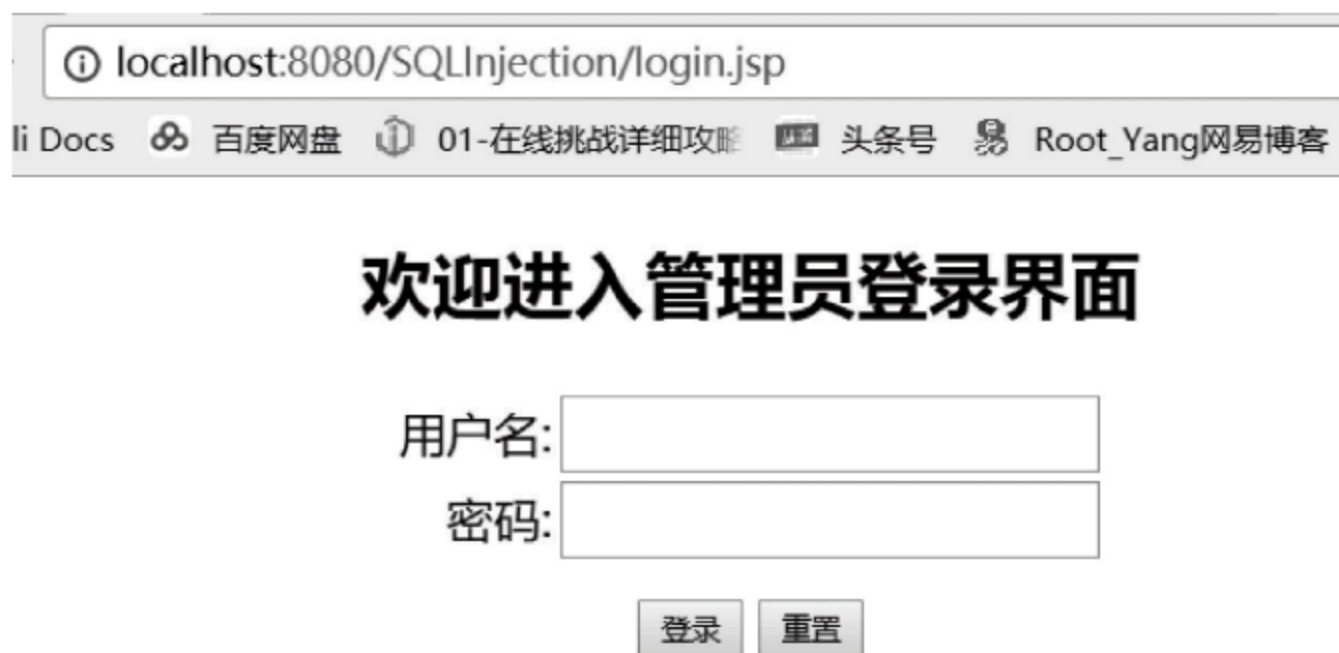 localhost:8080/SQLInjection/login.jsp
li Docs 百度网盘 01-在线挑战详细攻略 头条号 Root_Yang网易博客
欢迎进入管理员登录界面
用户名:
密码:
登录 重置